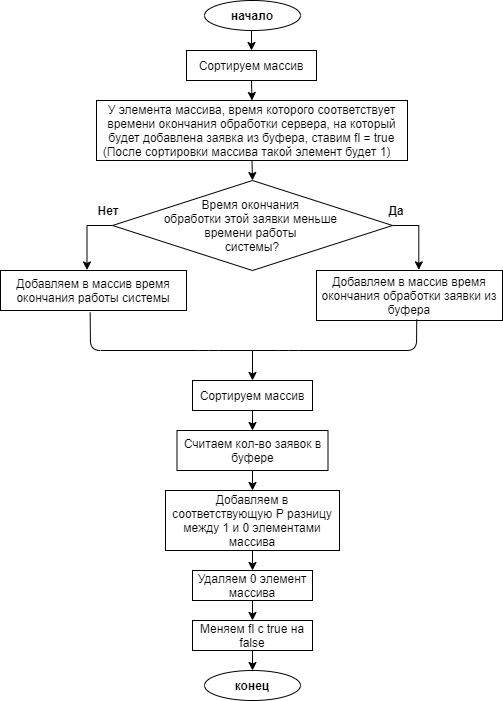 начало
Сортируем массив
У элемента массива, время которого соответствует
времени окончания обработки сервера, на который
будет добавлена заявка из буфера, ставим fl = true
(После сортировки массива такой элемент будет 1)
Время окончания
обработки этой заявки меньше
времени работы
системы?
Нет
Да
Добавляем в массив время
окончания работы системы
Добавляем в массив время
окончания обработки заявки из
буфера
Сортируем массив
Считаем кол-во заявок в
буфере
Добавляем в
соответствующую P разницу
между 1 и 0 элементами
массива
Удаляем 0 элемент
массива
Меняем fl с true на
false
конец